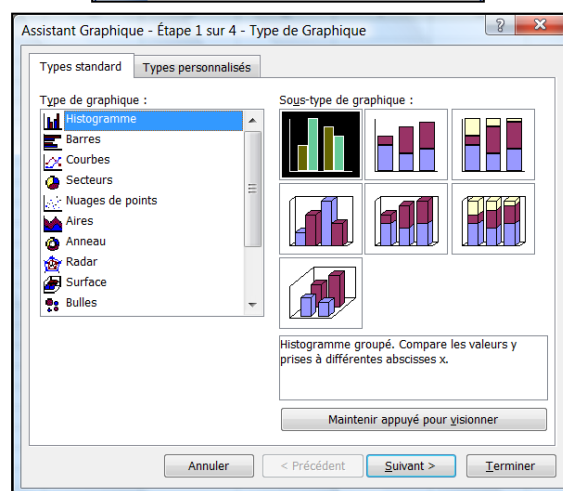 Assistant Graphique - Étape 1 sur 4 - Type de Graphique
Types standard
Types personnalisés
Type de graphique :
Histogramme
Barres
Courbes
Secteurs
Nuages de points
Aires
Anneau
Radar
Surface
Bulles
Sous-type de graphique :
Histogramme groupé. Compare les valeurs y
prises à différentes abscisses x.
Maintenir appuyé pour visionner
Annuler
< Précédent
Suivant >
Terminer